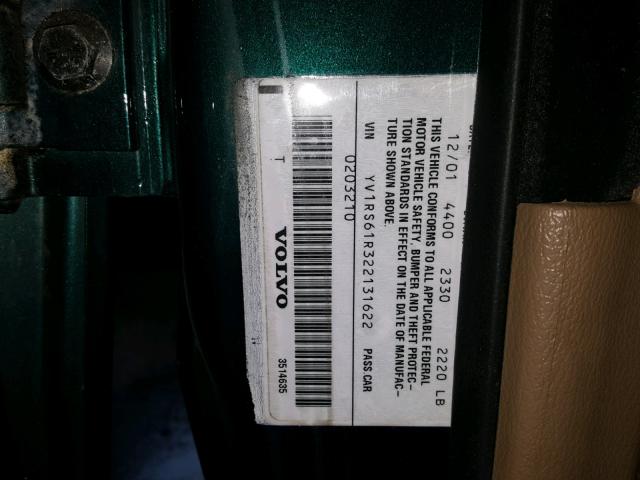 12/01 4400 2330 2220 LB
THIS VEHICLE CONFORMS TO ALL APPLICABLE FEDERAL
MOTOR VEHICLE SAFETY, BUMPER AND THEFT PROTEC-
TION STANDARDS IN EFFECT ON THE DATE OF MANUFAC-
TURE SHOWN ABOVE.
VIN YV1RS61R322131622 PASS CAR
0203210
T VOLVO 3514635